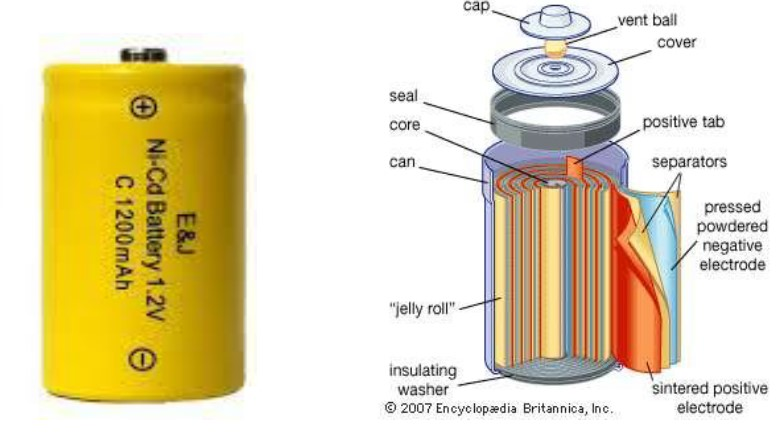 ⊕
E&J
Ni-Cd Battery 1.2V
C 1200mAh
⊖
cap
vent ball
cover
seal
core
positive tab
can
separators
pressed
powdered
negative
electrode
"jelly roll"
insulating
washer
sintered positive
electrode
© 2007 Encyclopædia Britannica, Inc.